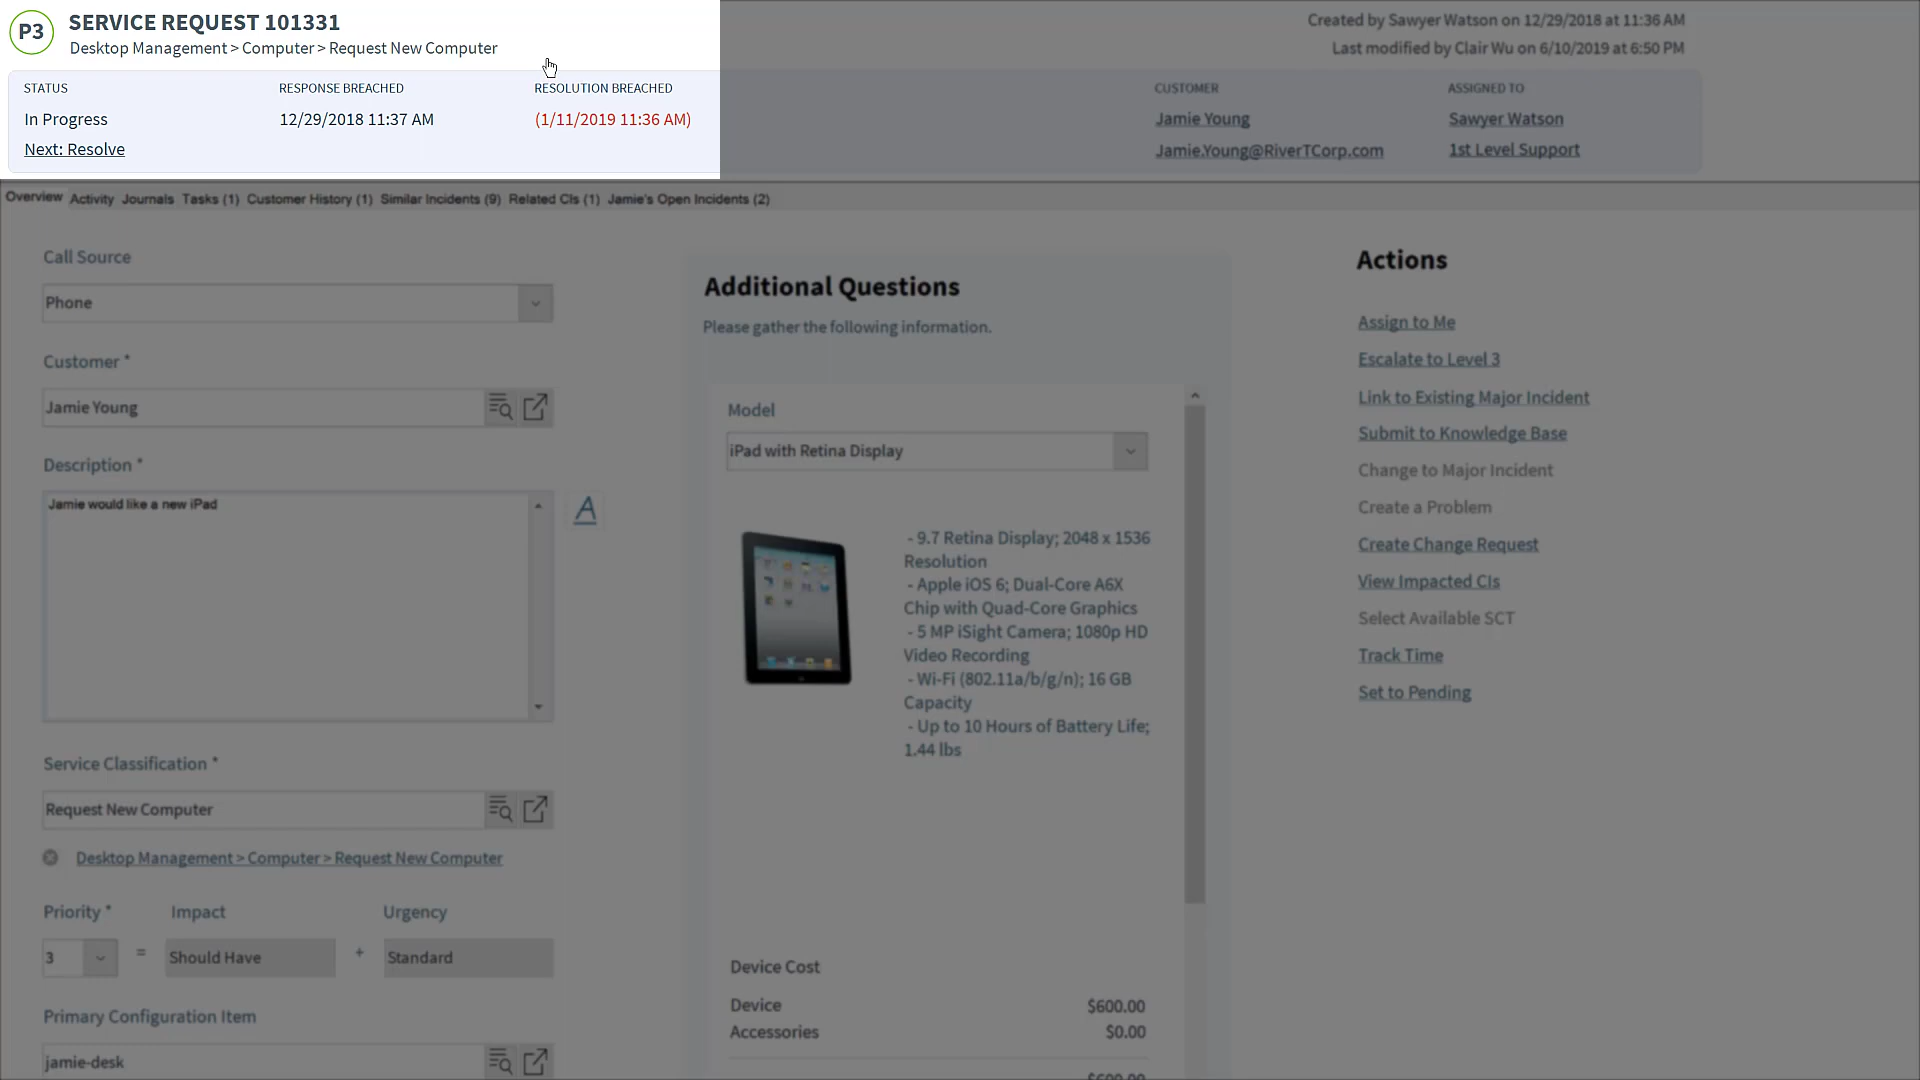 P3
SERVICE REQUEST 101331
Desktop Management > Computer > Request New Computer
Created by Sawyer Watson on 12/29/2018 at 11:36 AM
Last modified by Clair Wu on 6/10/2019 at 6:50 PM
STATUS
In Progress
Next: Resolve
RESPONSE BREACHED
12/29/2018 11:37 AM
RESOLUTION BREACHED
(1/11/2019 11:36 AM)
CUSTOMER
Jamie Young
Jamie.Young@RiverTCorp.com
ASSIGNED TO
Sawyer Watson
1st Level Support
Overview Activity Journals Tasks (1) Customer History (1) Similar Incidents (9) Related CIs (1) Jamie's Open Incidents (2)
Call Source
Phone
Customer *
Jamie Young
Description *
Jamie would like a new iPad
A
Service Classification *
Request New Computer
Desktop Management > Computer > Request New Computer
Priority * Impact Urgency
3 = Should Have + Standard
Primary Configuration Item
jamie-desk
Additional Questions
Please gather the following information.
Model
iPad with Retina Display
- 9.7 Retina Display; 2048 x 1536
Resolution
- Apple iOS 6; Dual-Core A6X
Chip with Quad-Core Graphics
- 5 MP iSight Camera; 1080p HD
Video Recording
- Wi-Fi (802.11a/b/g/n); 16 GB
Capacity
- Up to 10 Hours of Battery Life;
1.44 lbs
Device Cost
Device $600.00
Accessories $0.00
$600.00
Actions
Assign to Me
Escalate to Level 3
Link to Existing Major Incident
Submit to Knowledge Base
Change to Major Incident
Create a Problem
Create Change Request
View Impacted CIs
Select Available SCT
Track Time
Set to Pending